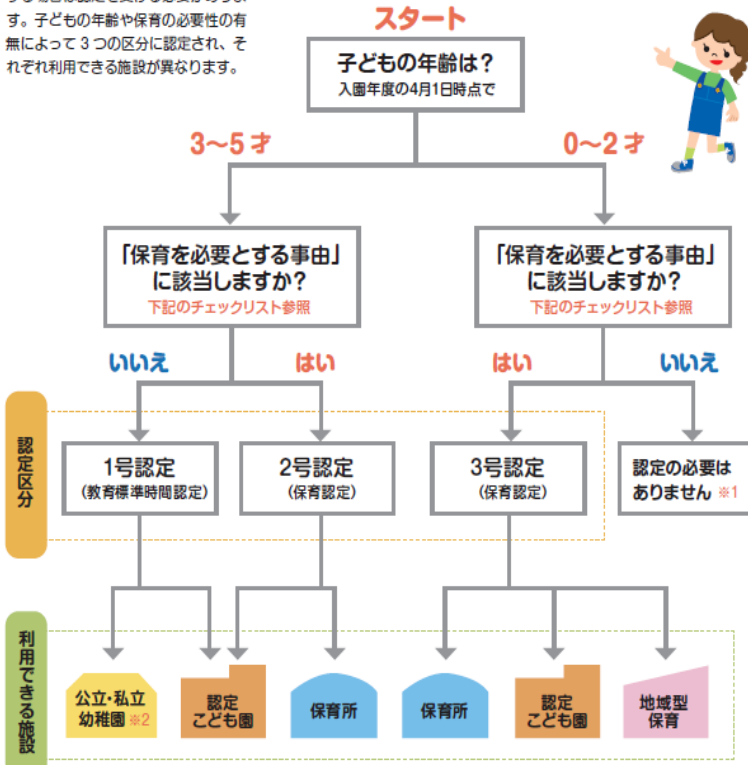 す。子どもの年齢や保育の必要性の有
無によって3つの区分に認定され、そ
れぞれ利用できる施設が異なります。
スタート
子どもの年齢は？
入園年度の4月1日時点で
3〜5才
0〜2才
「保育を必要とする事由」
に該当しますか？
下記のチェックリスト参照
「保育を必要とする事由」
に該当しますか？
下記のチェックリスト参照
いいえ
はい
はい
いいえ
認定区分
1号認定
（教育標準時間認定）
2号認定
（保育認定）
3号認定
（保育認定）
認定の必要は
ありません ※1
利用できる施設
公立・私立
幼稚園 ※2
認定
こども園
保育所
保育所
認定
こども園
地域型
保育